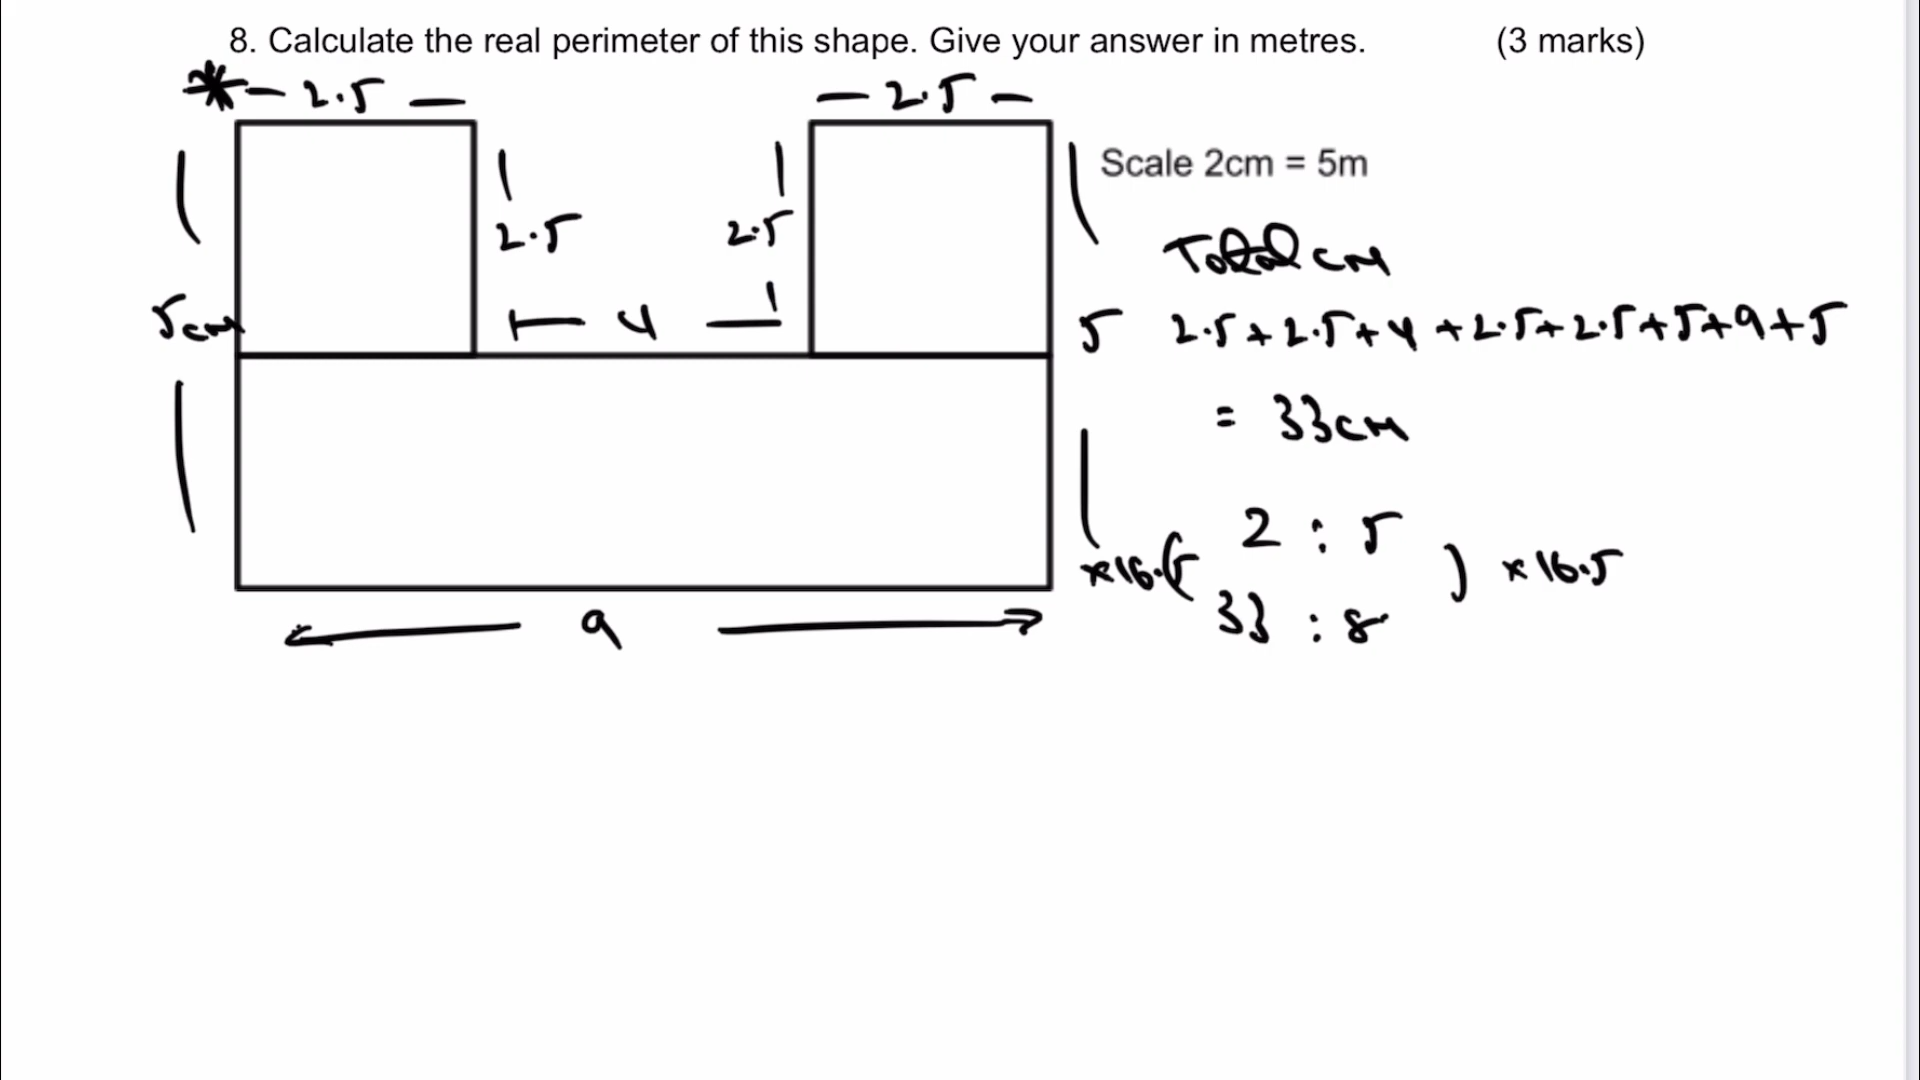 8. Calculate the real perimeter of this shape. Give your answer in metres. (3 marks)
* 2.5 2.5
Scale 2cm = 5m
2.5 2.5
Total cm
5cm 4 5
2.5+2.5+4+2.5+2.5+5+9+5
= 33cm
2 : 5
×16.5 ×16.5
33 : 8
9